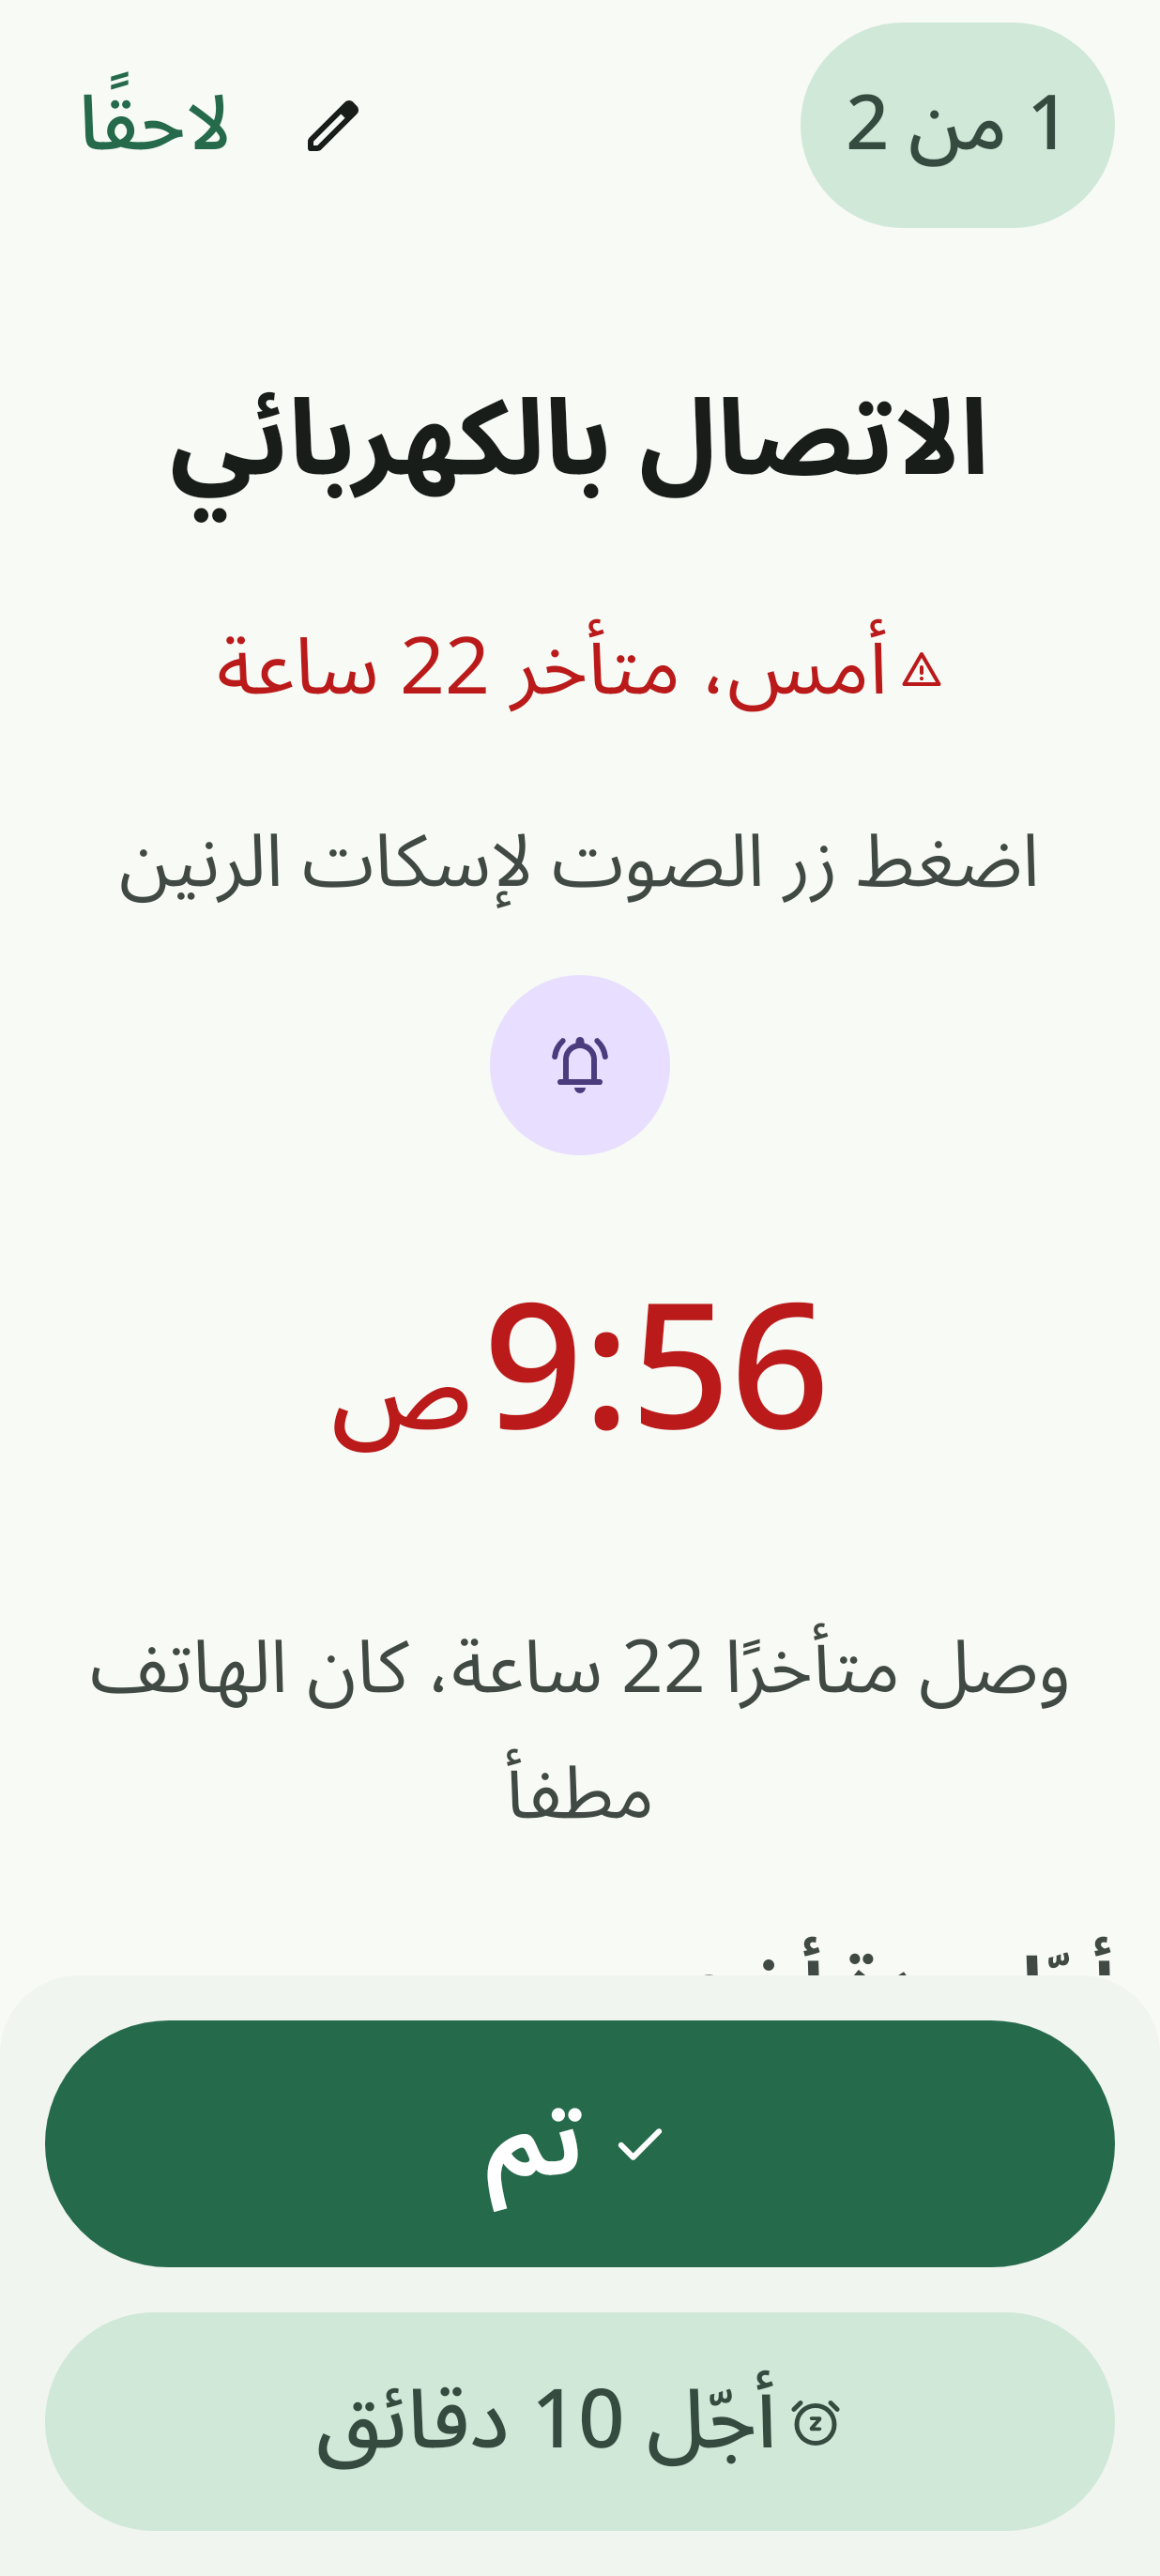 1 من 2
لاحقًا
الاتصال بالكهربائي
أمس، متأخر 22 ساعة
اضغط زر الصوت لإسكات الرنين
9:56 ص
وصل متأخرًا 22 ساعة، كان الهاتف
مطفأ
تم
أجّل 10 دقائق